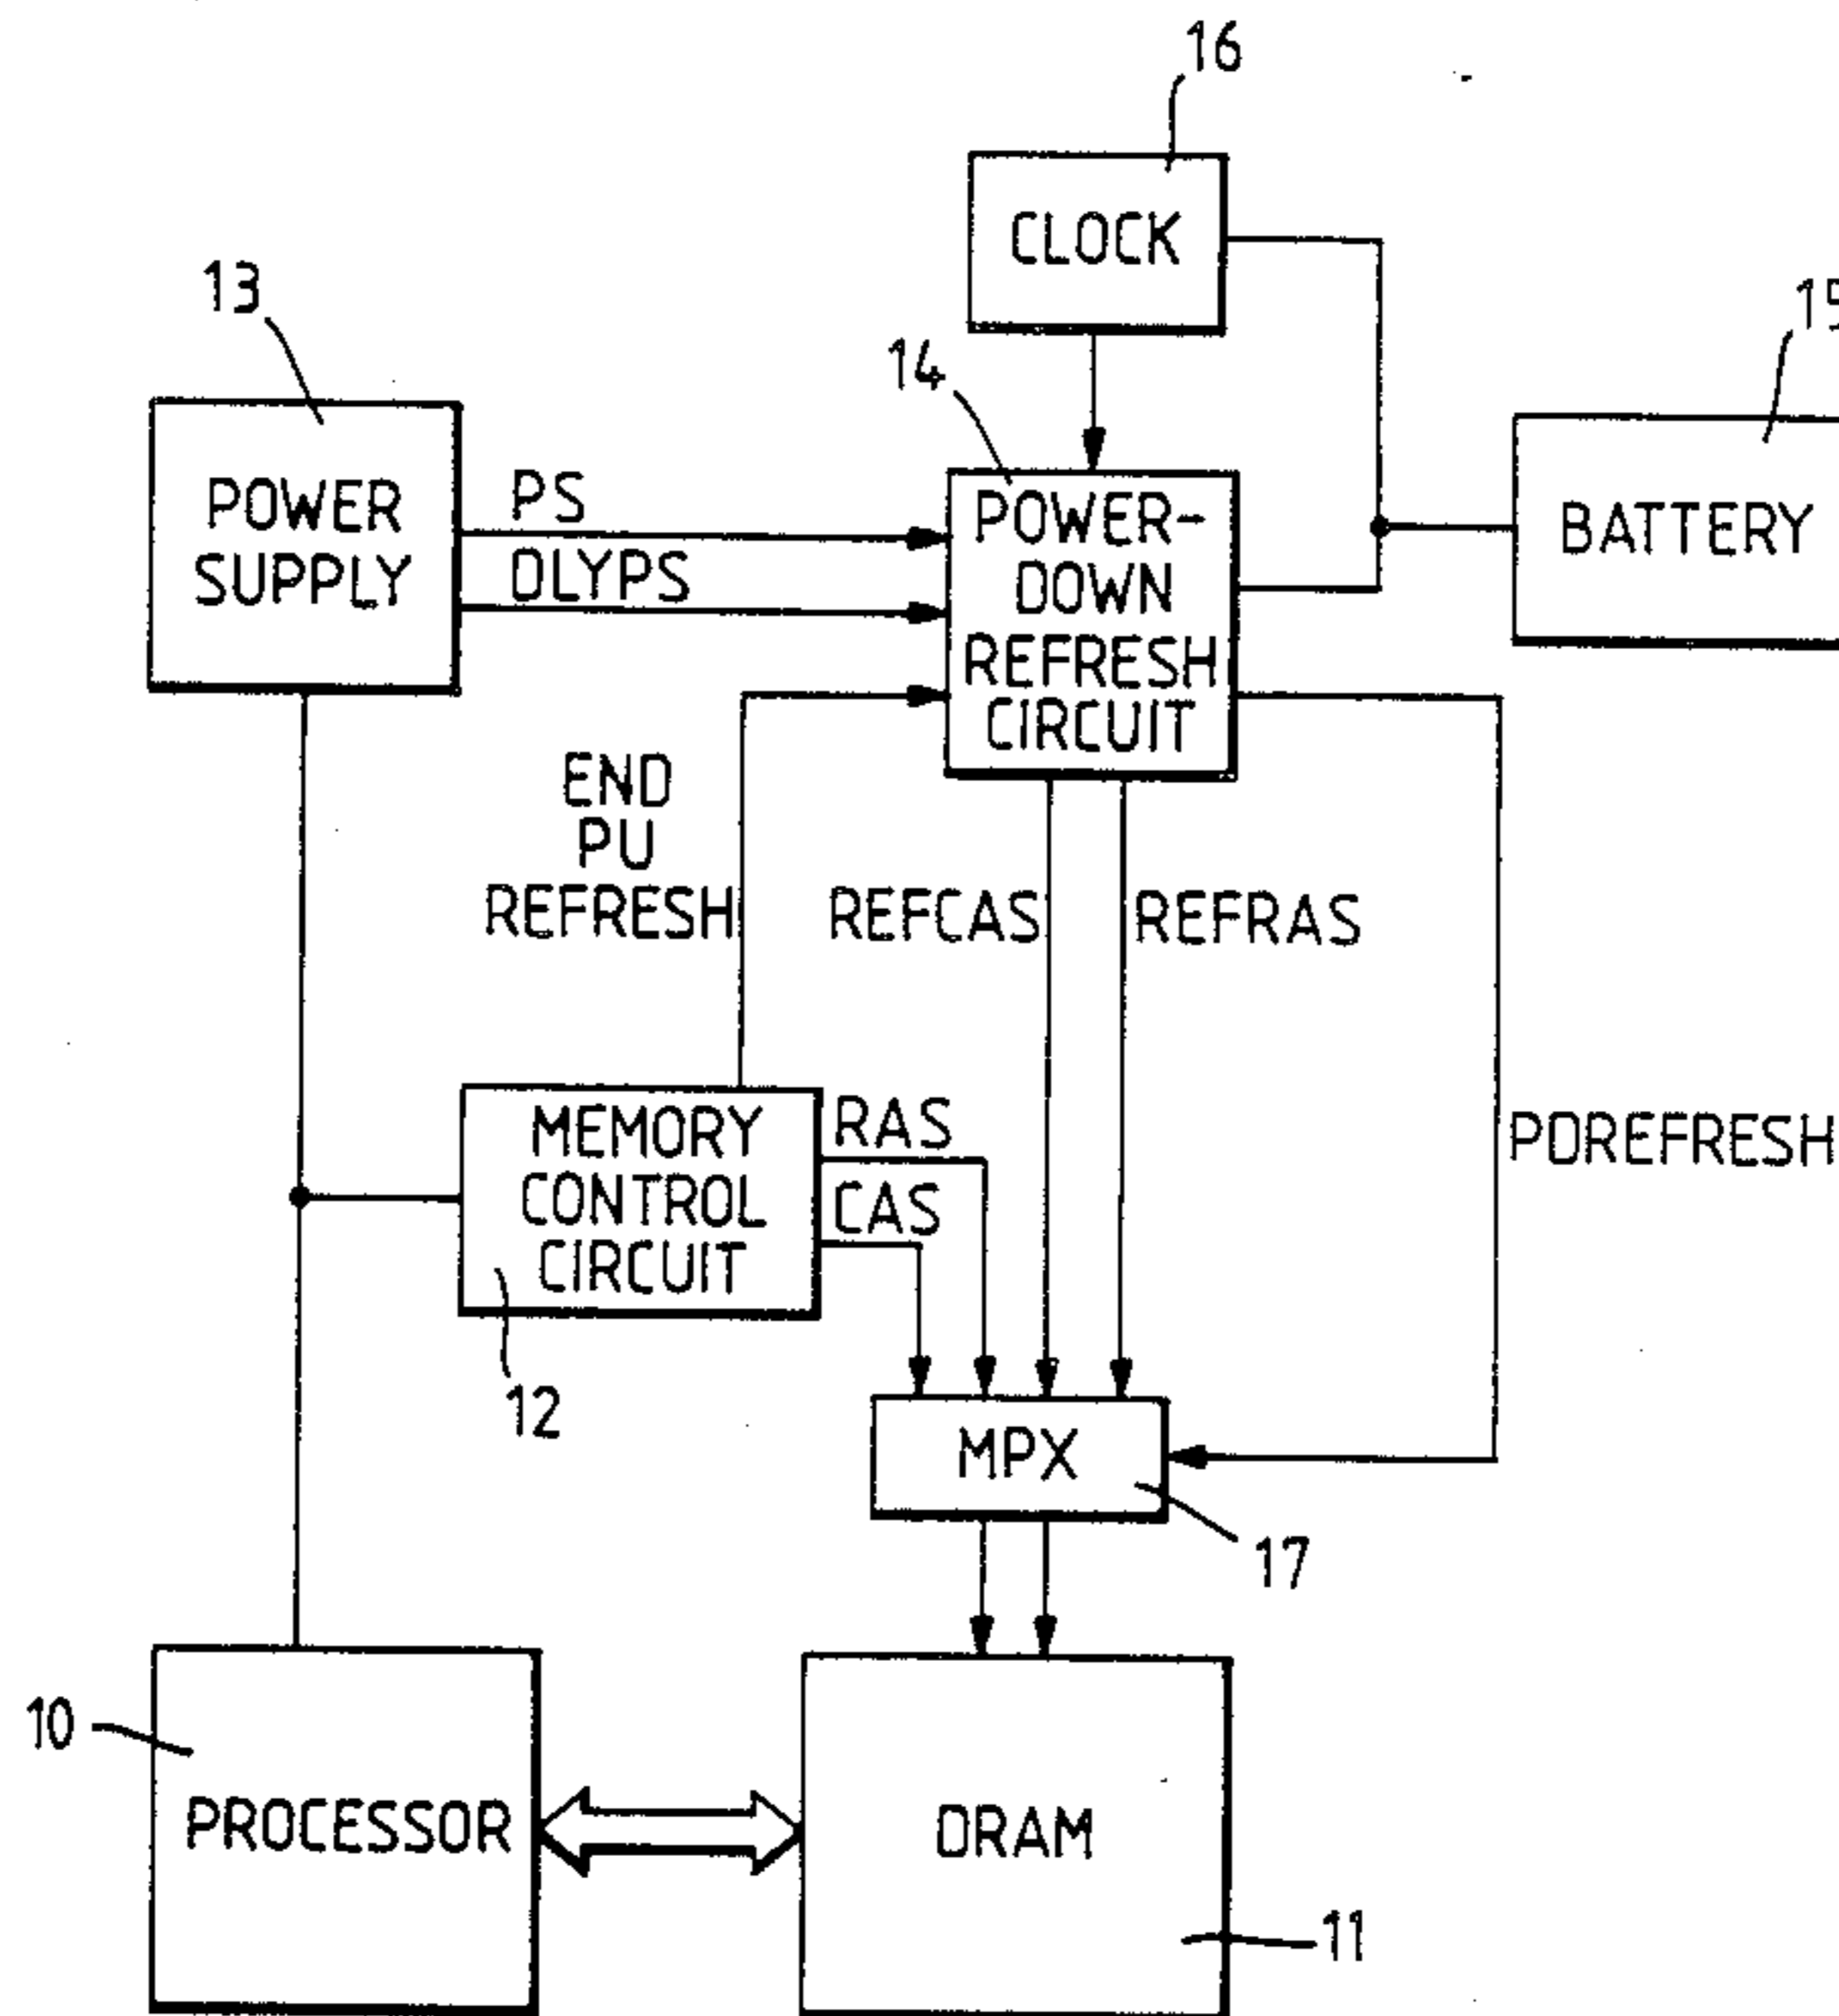 16
CLOCK
13
14
15
POWER
SUPPLY
PS
DLYPS
POWER-
DOWN
REFRESH
CIRCUIT
BATTERY
END
PU
REFRESH
REFCAS
REFRAS
PDREFRESH
MEMORY
CONTROL
CIRCUIT
RAS
CAS
12
MPX
17
10
PROCESSOR
DRAM
11